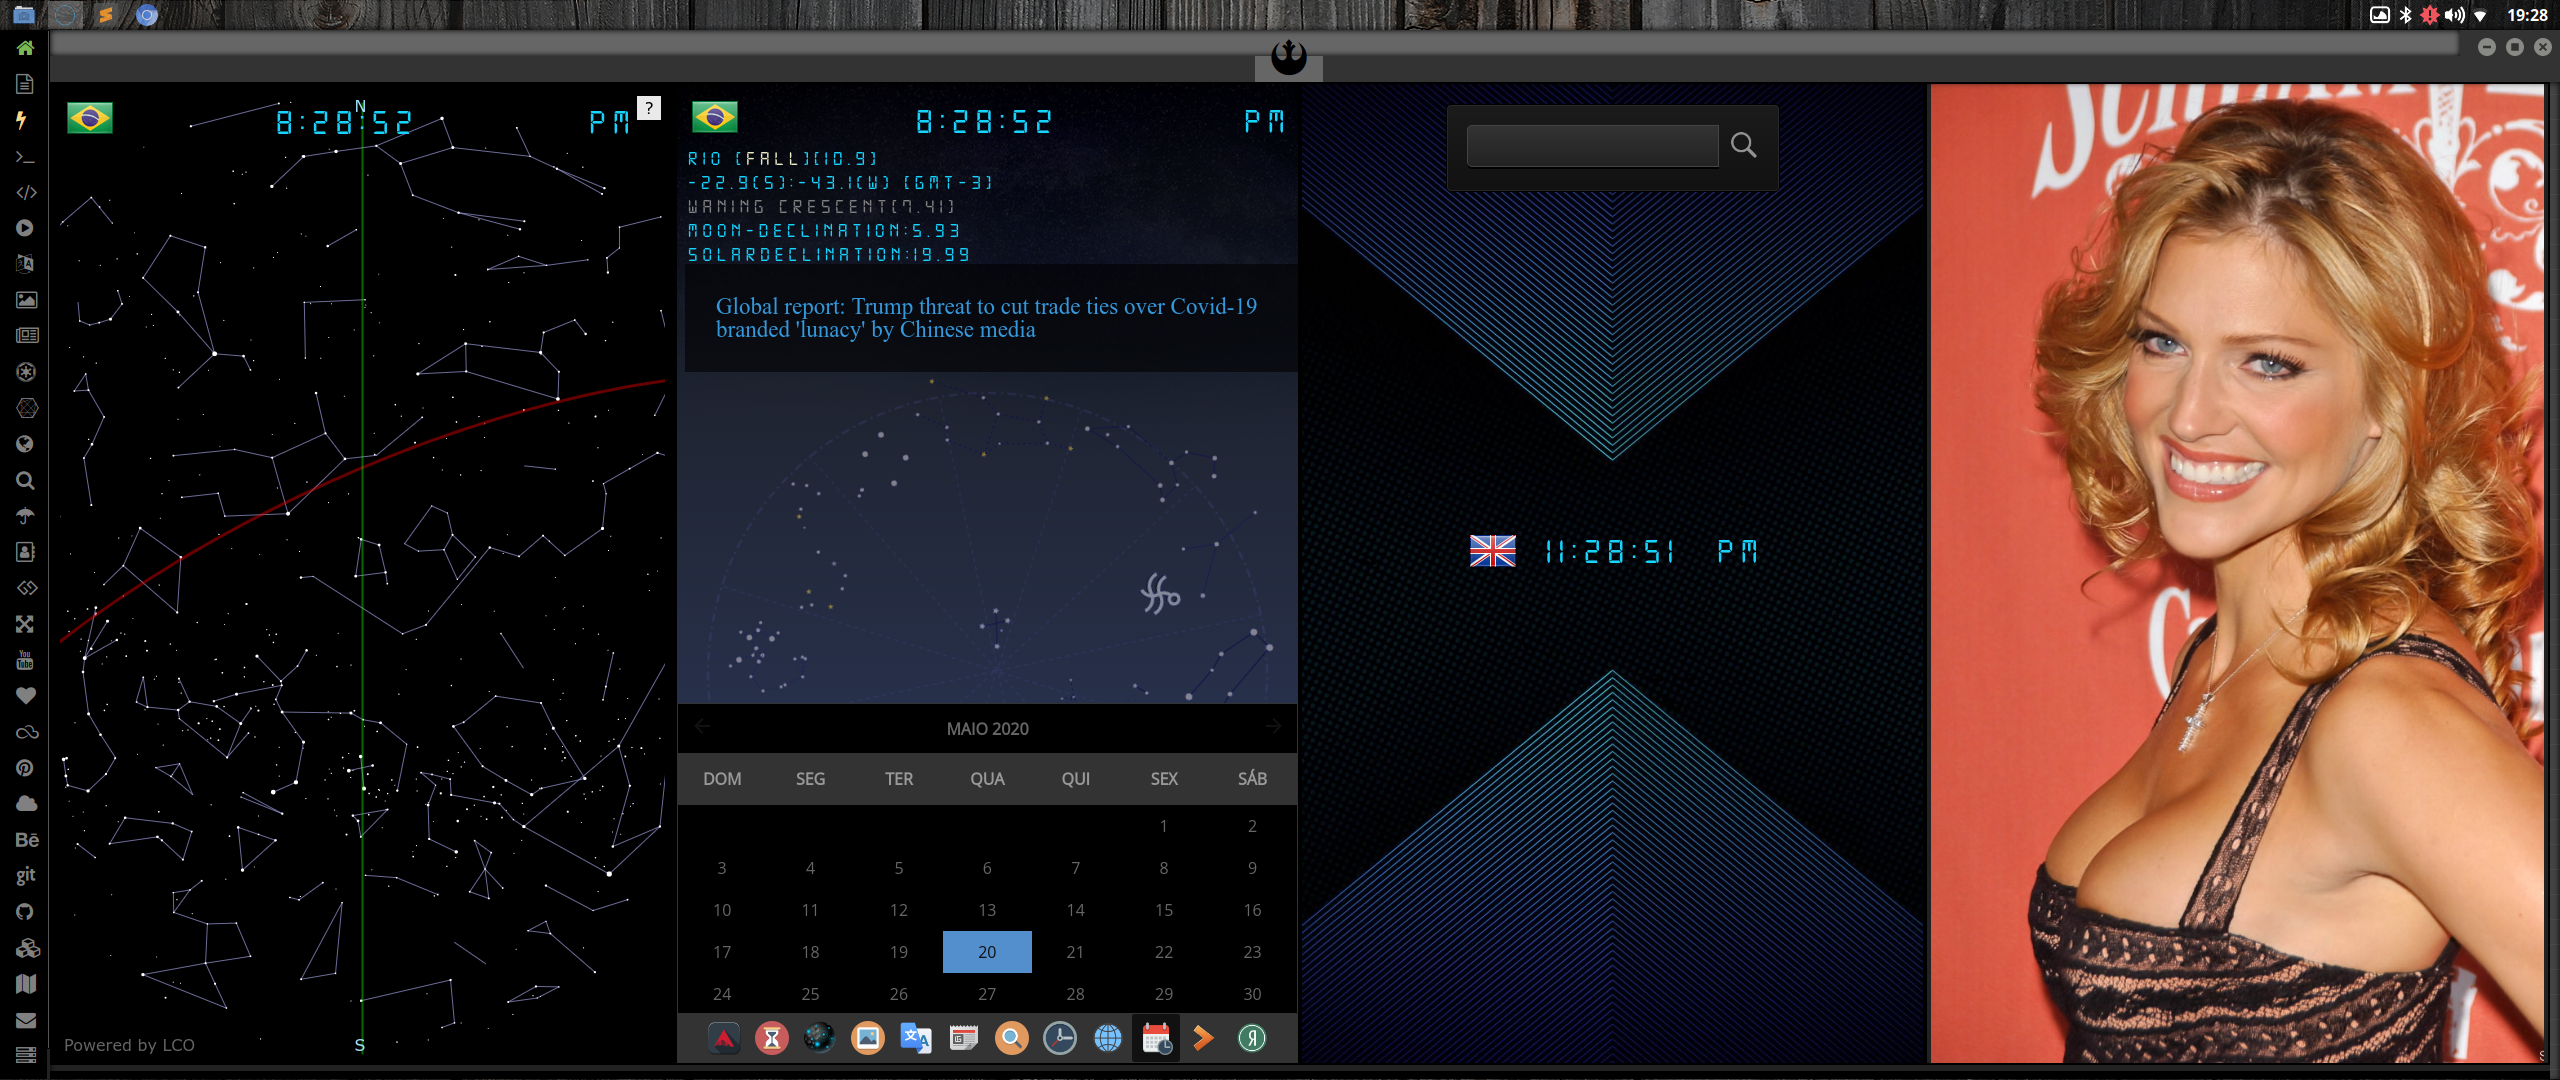 19:28
N
8:28:52 PM
?
8:28:52 PM
RIO [FALL][10.9]
-22.9(S):-43.1(W) [GMT-3]
WANING CRESCENT[7.41]
MOON-DECLINATION:5.93
SOLARDECLINATION:19.99
Global report: Trump threat to cut trade ties over Covid-19
branded 'lunacy' by Chinese media
11:28:51 PM
MAIO 2020
DOM SEG TER QUA QUI SEX SÁB
1 2
3 4 5 6 7 8 9
10 11 12 13 14 15 16
17 18 19 20 21 22 23
24 25 26 27 28 29 30
You
Tube
Bē
git
Powered by LCO
S